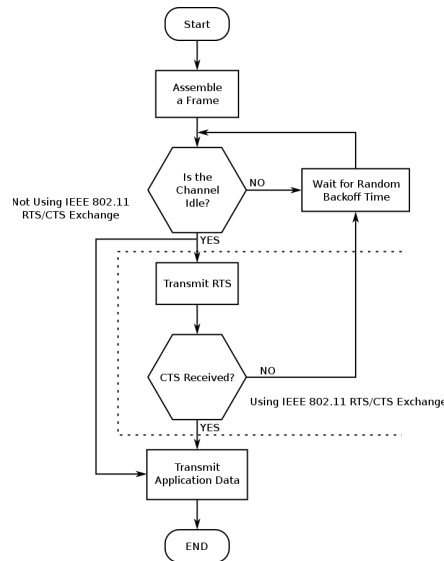 Start
Assemble
a Frame
Is the
Channel
Idle?
NO
Wait for Random
Backoff Time
Not Using IEEE 802.11
RTS/CTS Exchange
YES
Transmit RTS
CTS Received?
NO
Using IEEE 802.11 RTS/CTS Exchange
YES
Transmit
Application Data
END